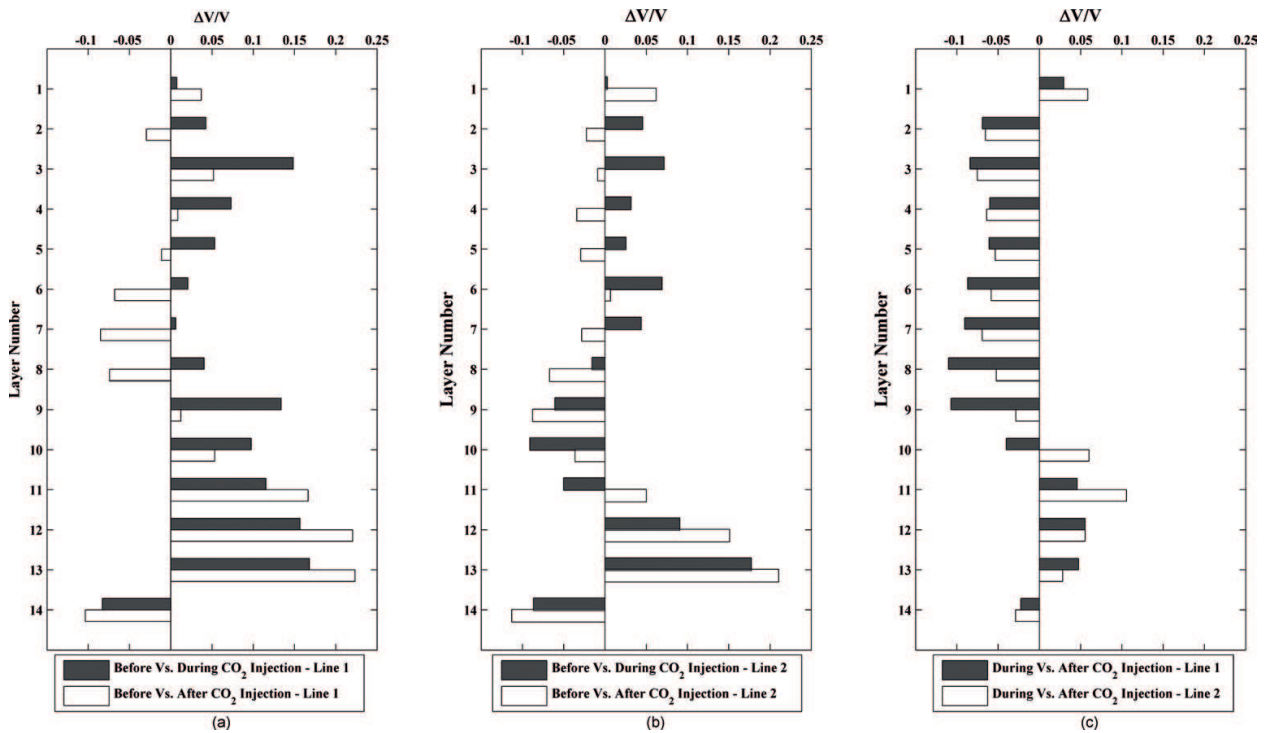 ΔV/V
-0.1 -0.05 0 0.05 0.1 0.15 0.2 0.25
1
2
3
4
5
6
7
8
9
10
11
12
13
14
Layer Number
Before Vs. During CO2 Injection - Line 1
Before Vs. After CO2 Injection - Line 1
(a)
ΔV/V
-0.1 -0.05 0 0.05 0.1 0.15 0.2 0.25
1
2
3
4
5
6
7
8
9
10
11
12
13
14
Layer Number
Before Vs. During CO2 Injection - Line 2
Before Vs. After CO2 Injection - Line 2
(b)
ΔV/V
-0.1 -0.05 0 0.05 0.1 0.15 0.2 0.25
1
2
3
4
5
6
7
8
9
10
11
12
13
14
Layer Number
During Vs. After CO2 Injection - Line 1
During Vs. After CO2 Injection - Line 2
(c)